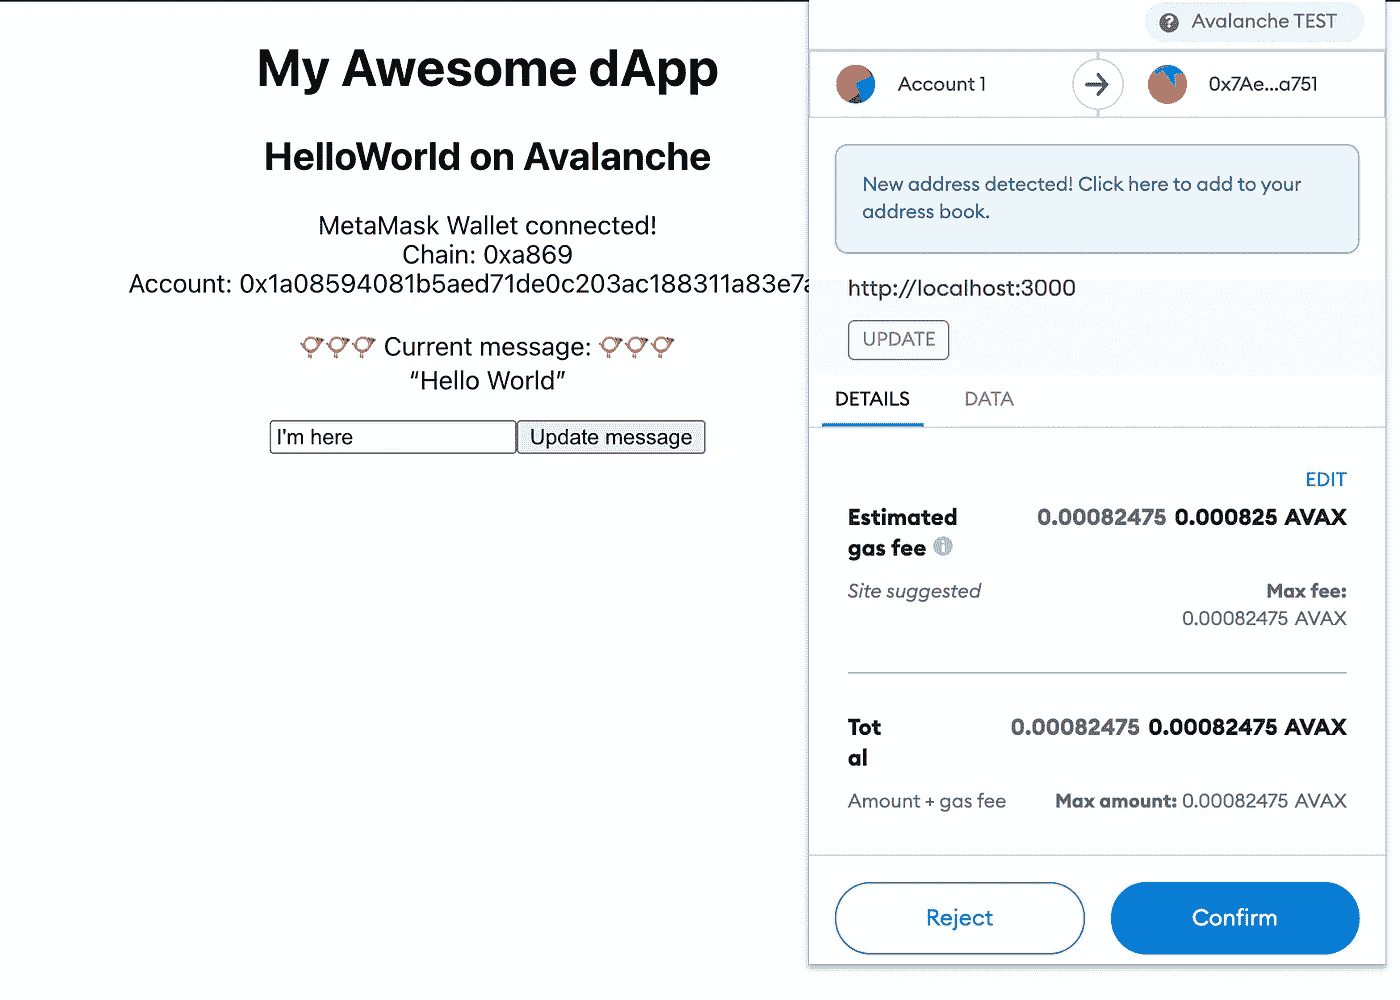 My Awesome dApp
HelloWorld on Avalanche
MetaMask Wallet connected!
Chain: 0xa869
Account: 0x1a08594081b5aed71de0c203ac188311a83e7a
Current message:
“Hello World”
I'm here
Update message
Avalanche TEST
Account 1
0x7Ae...a751
New address detected! Click here to add to your
address book.
http://localhost:3000
UPDATE
DETAILS DATA
EDIT
Estimated 0.00082475 0.000825 AVAX
gas fee
Site suggested Max fee:
0.00082475 AVAX
Tot 0.00082475 0.00082475 AVAX
al
Amount + gas fee Max amount: 0.00082475 AVAX
Reject Confirm